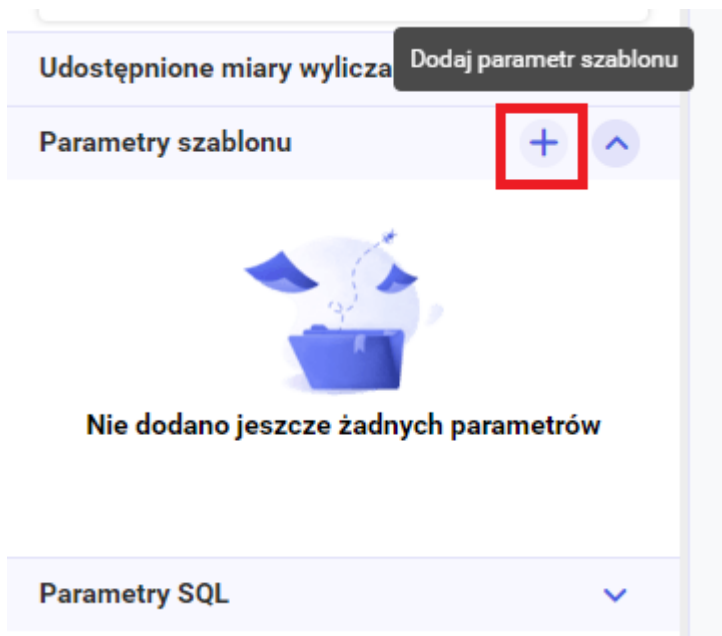 Udostępnione miary wylicza
Dodaj parametr szablonu
Parametry szablonu
Nie dodano jeszcze żadnych parametrów
Parametry SQL